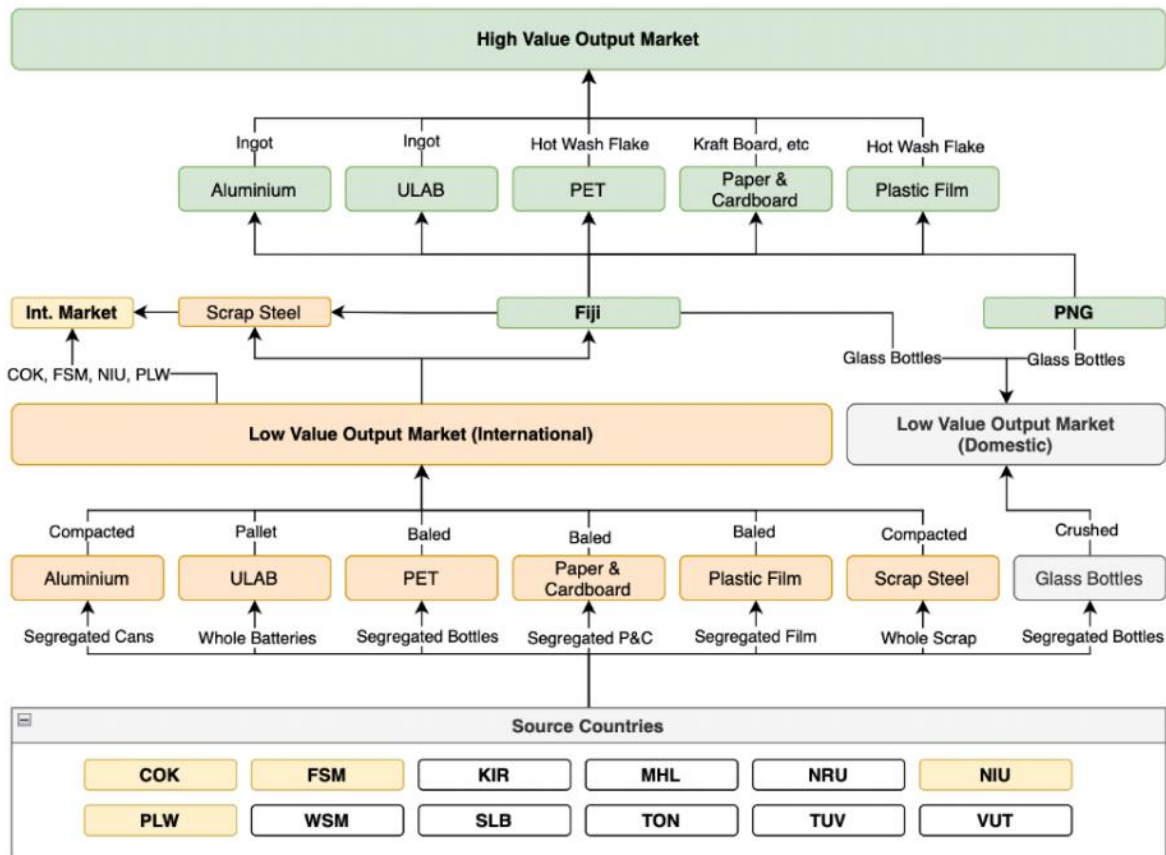 High Value Output Market
Ingot
Ingot
Hot Wash Flake
Kraft Board, etc
Hot Wash Flake
Aluminium
ULAB
PET
Paper &
Cardboard
Plastic Film
Int. Market
Scrap Steel
Fiji
PNG
Glass Bottles
Glass Bottles
COK, FSM, NIU, PLW
Low Value Output Market (International)
Low Value Output Market
(Domestic)
Compacted
Pallet
Baled
Baled
Baled
Compacted
Crushed
Aluminium
ULAB
PET
Paper &
Cardboard
Plastic Film
Scrap Steel
Glass Bottles
Segregated Cans
Whole Batteries
Segregated Bottles
Segregated P&C
Segregated Film
Whole Scrap
Segregated Bottles
Source Countries
COK
FSM
KIR
MHL
NRU
NIU
PLW
WSM
SLB
TON
TUV
VUT